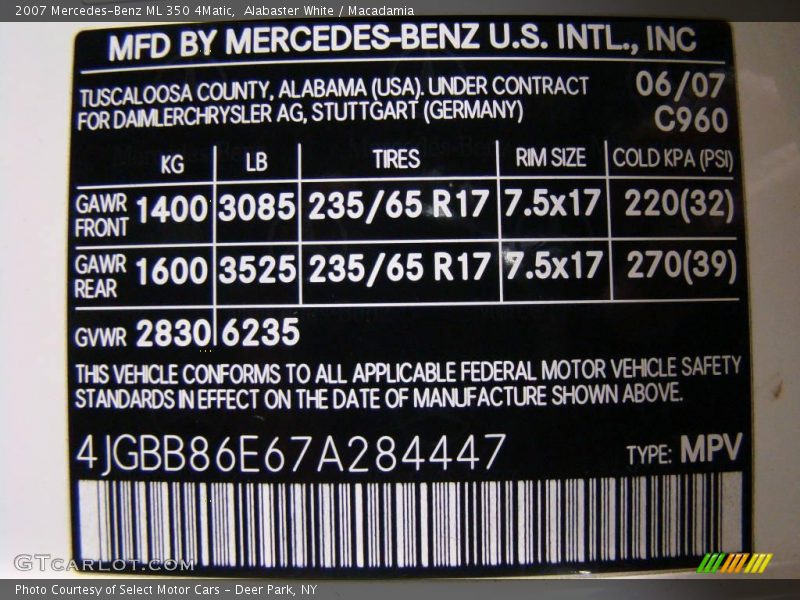 2007 Mercedes-Benz ML 350 4Matic, Alabaster White / Macadamia
MFD BY MERCEDES-BENZ U.S. INTL., INC
TUSCALOOSA COUNTY, ALABAMA (USA). UNDER CONTRACT 06/07
FOR DAIMLERCHRYSLER AG, STUTTGART (GERMANY)
C960
KG LB TIRES RIM SIZE COLD KPA (PSI)
GAWR FRONT 1400 3085 235/65 R17 7.5x17 220(32)
GAWR REAR 1600 3525 235/65 R17 7.5x17 270(39)
GVWR 2830 6235
THIS VEHICLE CONFORMS TO ALL APPLICABLE FEDERAL MOTOR VEHICLE SAFETY
STANDARDS IN EFFECT ON THE DATE OF MANUFACTURE SHOWN ABOVE.
4JGBB86E67A284447 TYPE: MPV
GTcarlot.com
Photo Courtesy of Select Motor Cars - Deer Park, NY